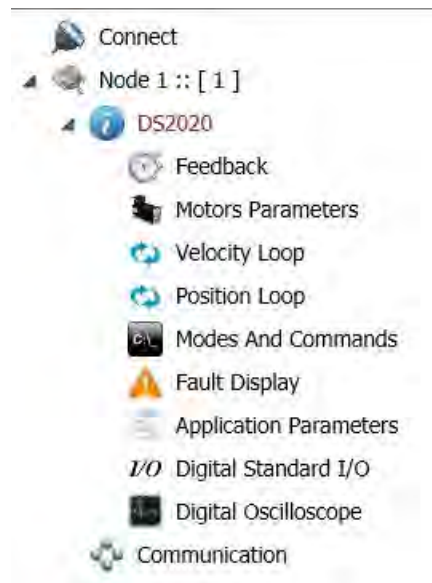 Connect
Node 1 :: [ 1 ]
DS2020
Feedback
Motors Parameters
Velocity Loop
Position Loop
C:\_ Modes And Commands
Fault Display
Application Parameters
I/O Digital Standard I/O
Digital Oscilloscope
Communication